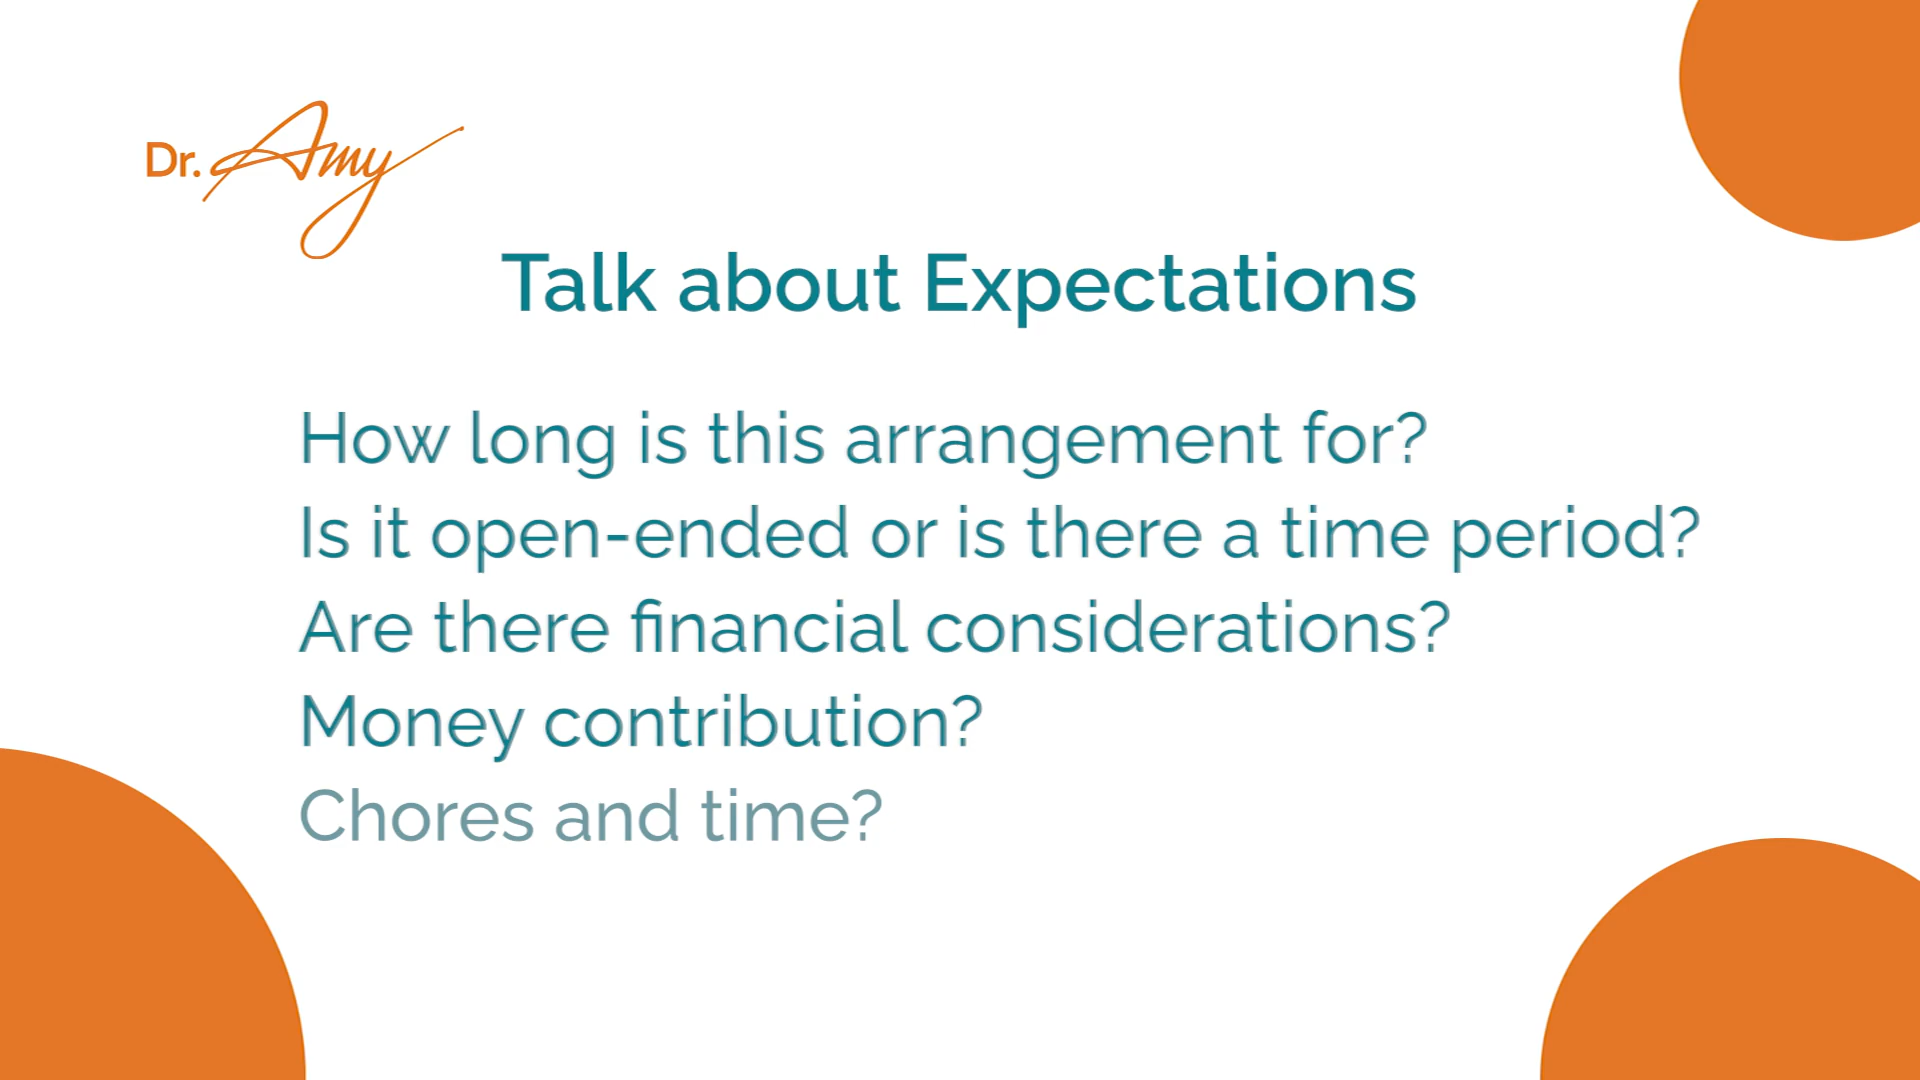 Dr. Amy
Talk about Expectations
How long is this arrangement for?
Is it open-ended or is there a time period?
Are there financial considerations?
Money contribution?
Chores and time?